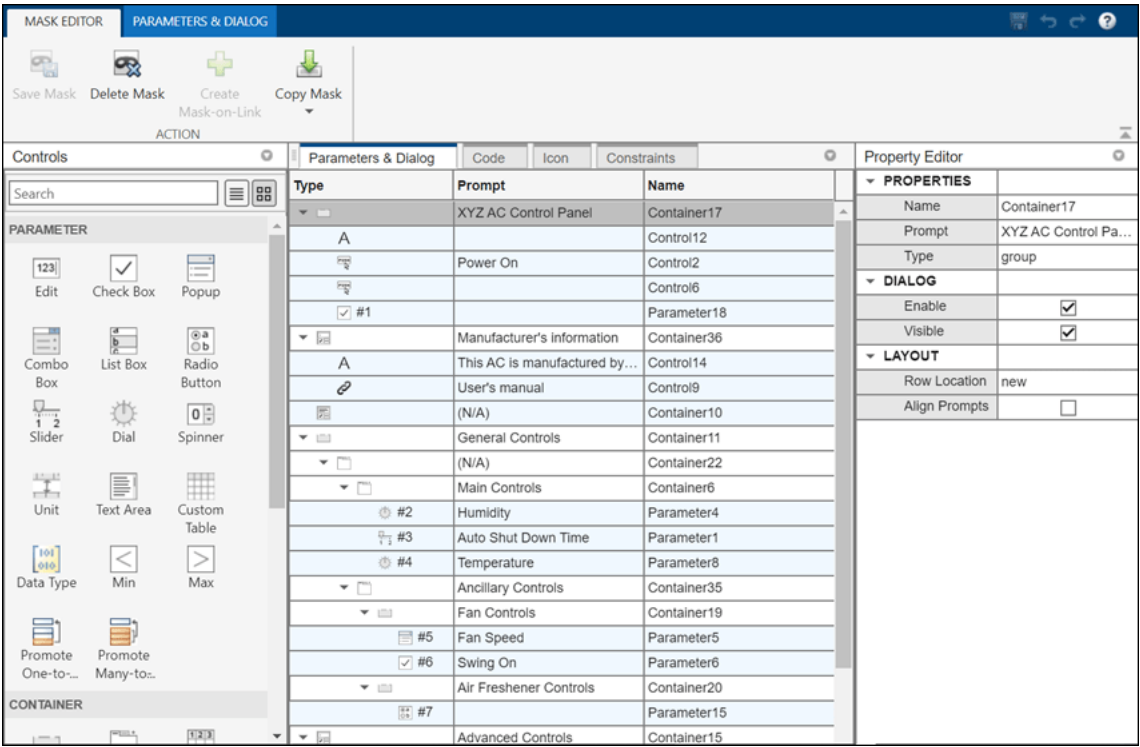 MASK EDITOR PARAMETERS & DIALOG
Save Mask Delete Mask Create Mask-on-Link Copy Mask
ACTION
Controls
Search
PARAMETER
Edit Check Box Popup
Combo Box List Box Radio Button
Slider Dial Spinner
Unit Text Area Custom Table
Data Type Min Max
Promote One-to-... Promote Many-to-...
CONTAINER
Parameters & Dialog Code Icon Constraints
Type Prompt Name
XYZ AC Control Panel Container17
A Control12
Power On Control2
Control6
#1 Parameter18
Manufacturer's information Container36
A This AC is manufactured by... Control14
User's manual Control9
(N/A) Container10
General Controls Container11
(N/A) Container22
Main Controls Container6
#2 Humidity Parameter4
#3 Auto Shut Down Time Parameter1
#4 Temperature Parameter8
Ancillary Controls Container35
Fan Controls Container19
#5 Fan Speed Parameter5
#6 Swing On Parameter6
Air Freshener Controls Container20
#7 Parameter15
Advanced Controls Container15
Property Editor
PROPERTIES
Name Container17
Prompt XYZ AC Control Pa...
Type group
DIALOG
Enable
Visible
LAYOUT
Row Location new
Align Prompts